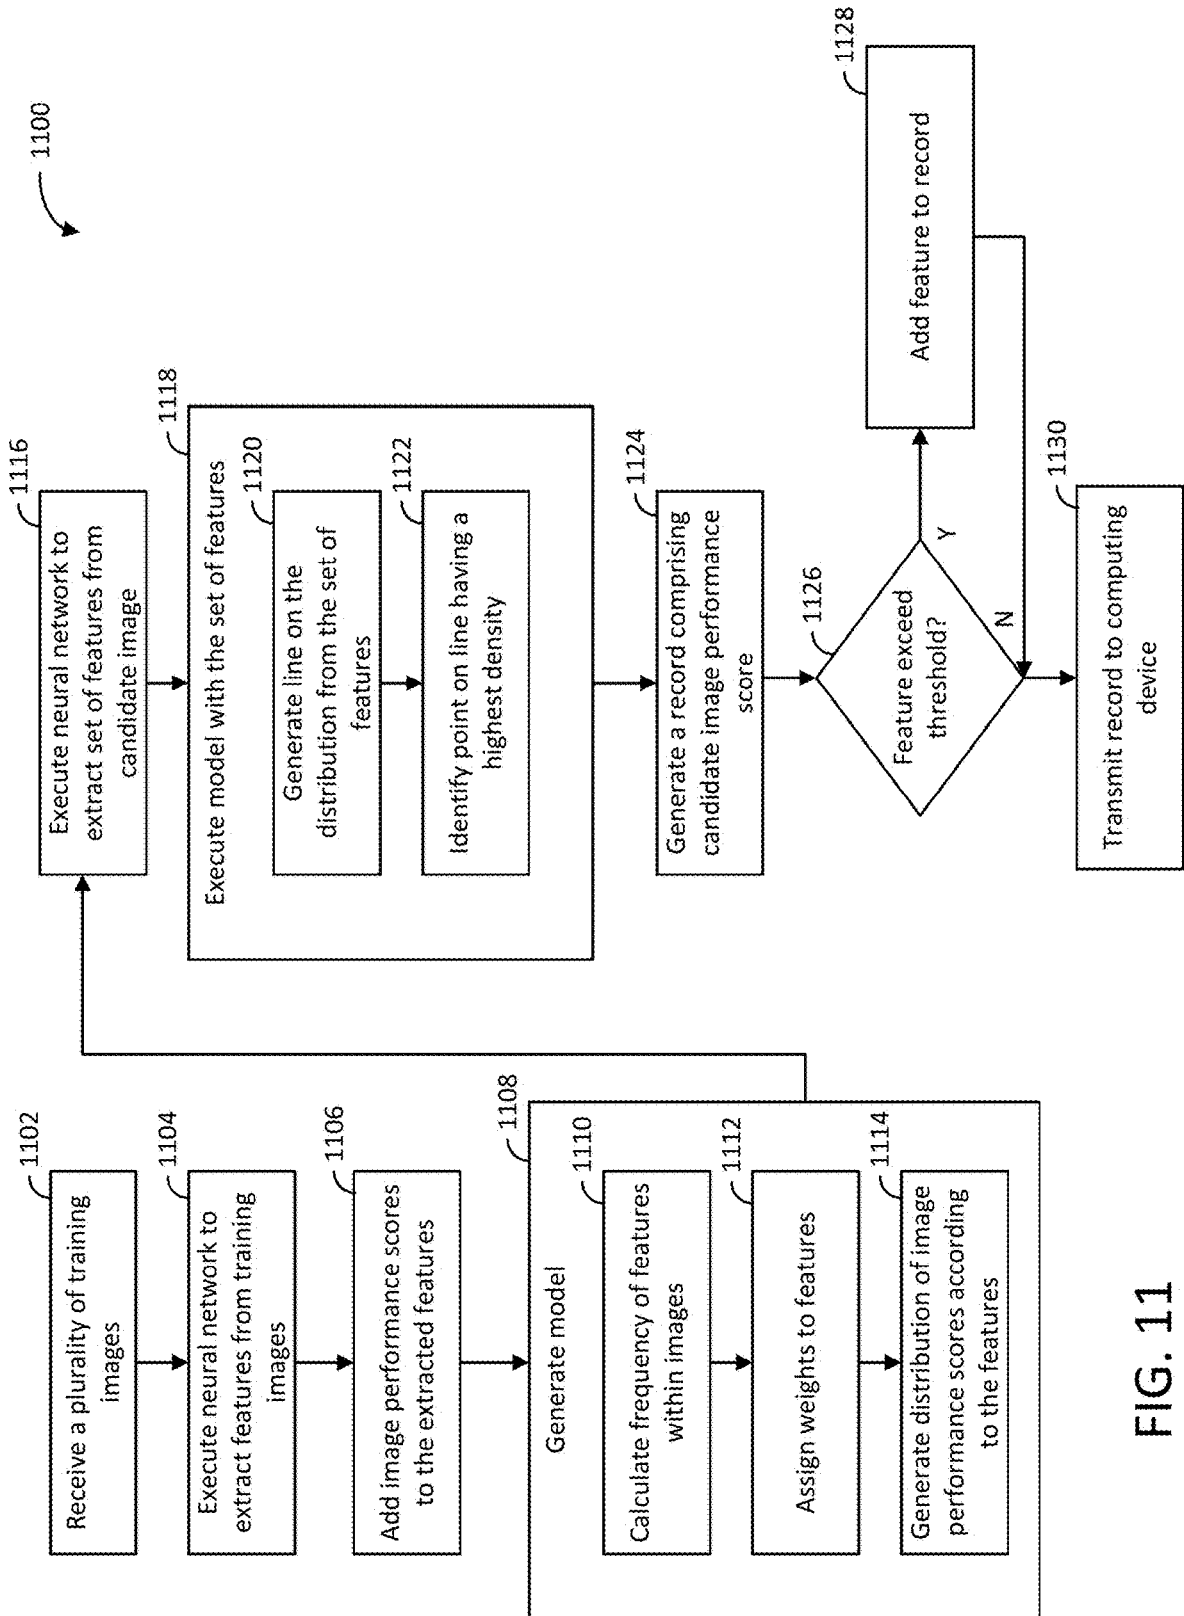 1100
1102
Receive a plurality of training
images
1104
Execute neural network to
extract features from training
images
1106
Add image performance scores
to the extracted features
1108
Generate model
1110
Calculate frequency of features
within images
1112
Assign weights to features
1114
Generate distribution of image
performance scores according
to the features
1116
Execute neural network to
extract set of features from
candidate image
1118
Execute model with the set of features
1120
Generate line on the
distribution from the set of
features
1122
Identify point on line having a
highest density
1124
Generate a record comprising
candidate image performance
score
1126
Feature exceed
threshold?
Y
N
1128
Add feature to record
1130
Transmit record to computing
device
FIG. 11